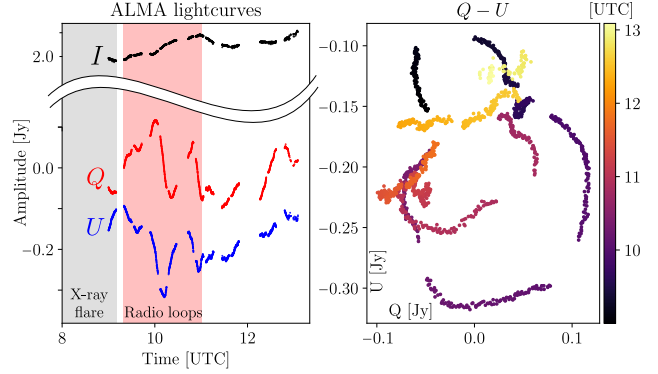 ALMA lightcurves
Q − U
[UTC]
I
Q
U
2.0
0.0
−0.2
Amplitude [Jy]
X-ray
flare
Radio loops
8
10
12
Time [UTC]
−0.10
−0.15
−0.20
−0.25
−0.30
U [Jy]
Q [Jy]
−0.1
0.0
0.1
13
12
11
10